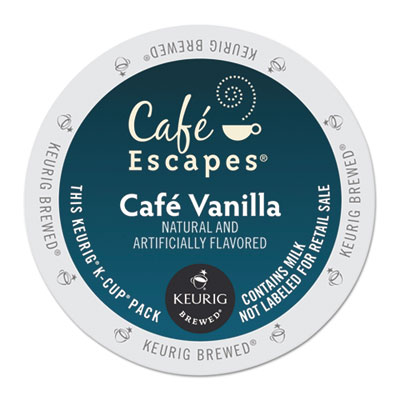 KEURIG BREWED®
KEURIG BREWED®
KEURIG BREWED®
KEURIG BREWED®
Café
Escapes®
Café Vanilla
NATURAL AND
ARTIFICIALLY FLAVORED
THIS KEURIG® K-CUP® PACK
CONTAINS MILK
NOT LABELED FOR RETAIL SALE
KEURIG
BREWED®